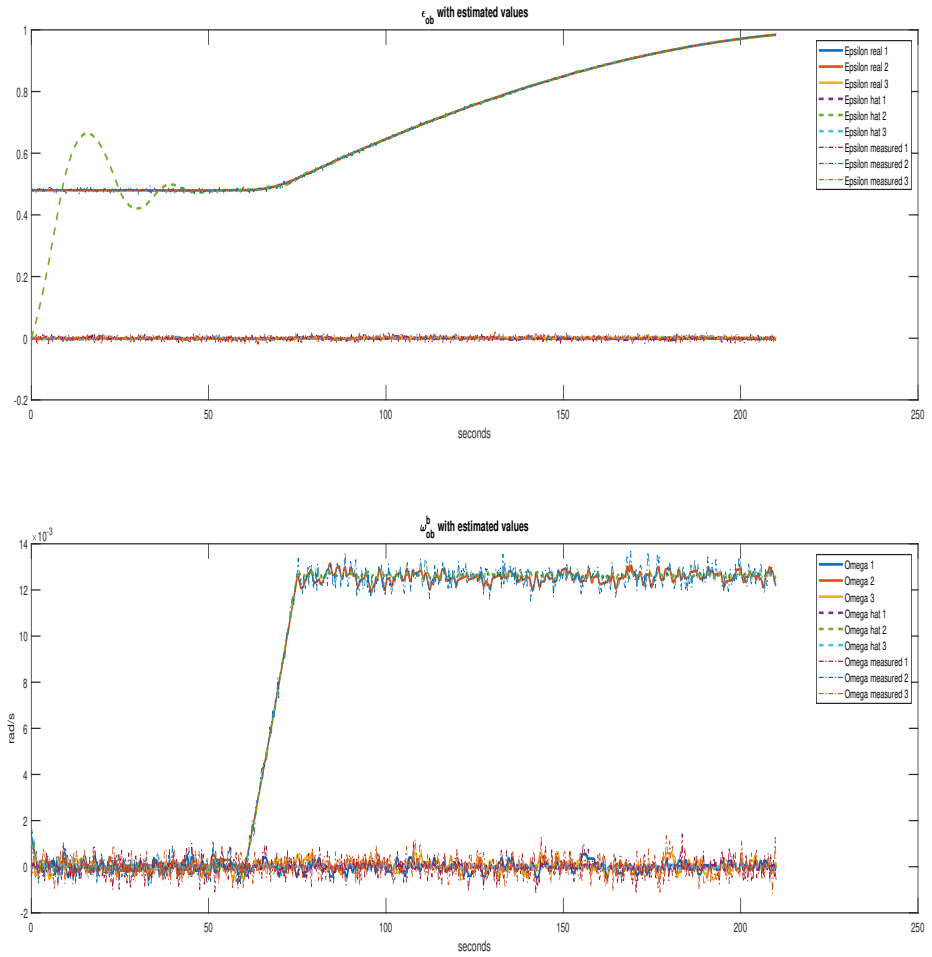 ϵob with estimated values
1
0.8
0.6
0.4
0.2
0
-0.2
0 50 100 150 200 250
seconds
Epsilon real 1
Epsilon real 2
Epsilon real 3
Epsilon hat 1
Epsilon hat 2
Epsilon hat 3
Epsilon measured 1
Epsilon measured 2
Epsilon measured 3
ω^b_ob with estimated values
×10^-3
14
12
10
8
6
4
2
0
-2
rad/s
0 50 100 150 200 250
seconds
Omega 1
Omega 2
Omega 3
Omega hat 1
Omega hat 2
Omega hat 3
Omega measured 1
Omega measured 2
Omega measured 3